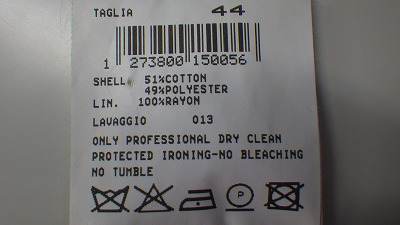 TAGLIA 44
1 273800 150056
SHELL 51%COTTON
49%POLYESTER
LIN. 100%RAYON
LAVAGGIO 013
ONLY PROFESSIONAL DRY CLEAN
PROTECTED IRONING-NO BLEACHING
NO TUMBLE
P